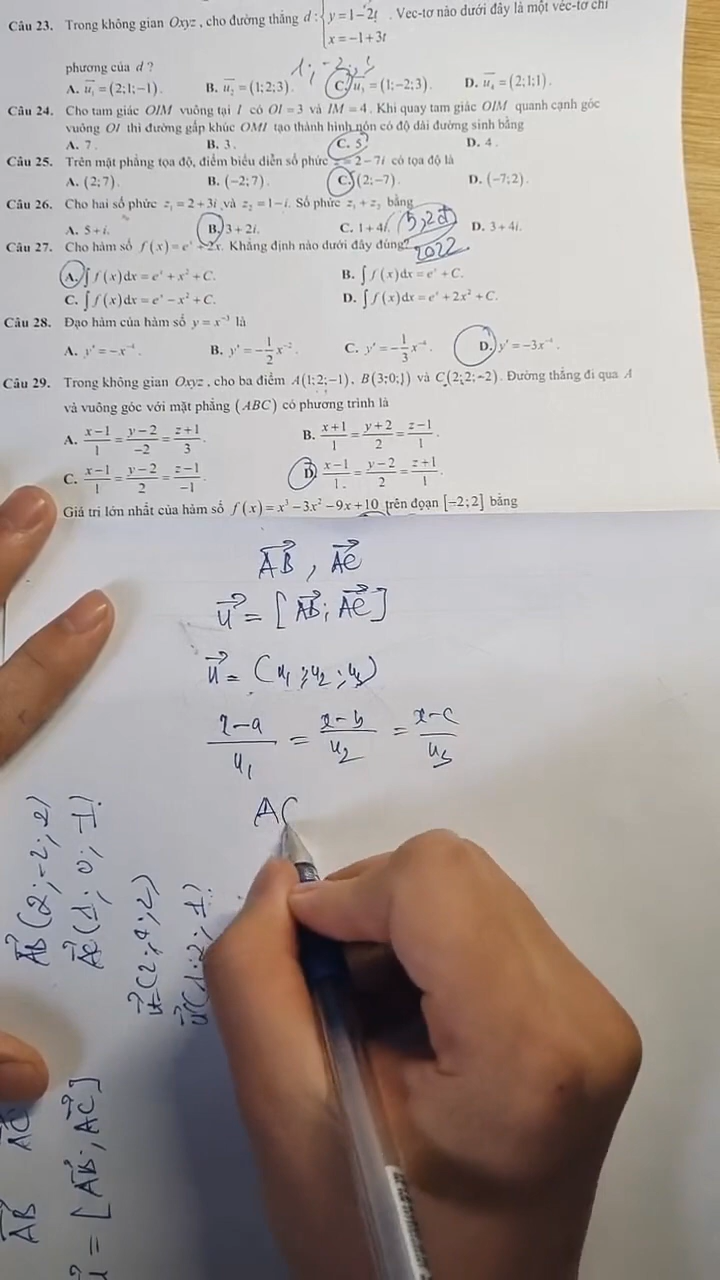 Câu 23. Trong không gian Oxyz, cho đường thẳng d: { y = 1 - 2t . Vec-tơ nào dưới đây là một véc-tơ chỉ
x = -1 + 3t
phương của d ?
1; -2; 3
A. u₁ = (2;1;-1). B. u₂ = (1;2;3). C. u₃ = (1;-2;3). D. u₄ = (2;1;1).
Câu 24. Cho tam giác OIM vuông tại I có OI = 3 và IM = 4. Khi quay tam giác OIM quanh cạnh góc
vuông OI thì đường gấp khúc OMI tạo thành hình nón có độ dài đường sinh bằng
A. 7. B. 3. C. 5. D. 4.
Câu 25. Trên mặt phẳng tọa độ, điểm biểu diễn số phức z = 2 - 7i có tọa độ là
A. (2;7). B. (-2;7). C. (2;-7). D. (-7;2).
Câu 26. Cho hai số phức z₁ = 2 + 3i và z₂ = 1 - i. Số phức z₁ + z₂ bằng
A. 5 + i. B. 3 + 2i. C. 1 + 4i. D. 3 + 4i.
Câu 27. Cho hàm số f(x) = eˣ + 2x. Khẳng định nào dưới đây đúng? 2022
A. ∫ f(x)dx = eˣ + x² + C. B. ∫ f(x)dx = eˣ + C.
C. ∫ f(x)dx = eˣ - x² + C. D. ∫ f(x)dx = eˣ + 2x² + C.
Câu 28. Đạo hàm của hàm số y = x⁻³ là
A. y' = -x⁻⁴. B. y' = -1/2 x⁻². C. y' = -1/3 x⁻⁴. D. y' = -3x⁻⁴.
Câu 29. Trong không gian Oxyz, cho ba điểm A(1;2;-1), B(3;0;1) và C(2;2;-2). Đường thẳng đi qua A
và vuông góc với mặt phẳng (ABC) có phương trình là
A. (x-1)/1 = (y-2)/-2 = (z+1)/3. B. (x+1)/1 = (y+2)/2 = (z-1)/1.
C. (x-1)/1 = (y-2)/2 = (z-1)/-1. D. (x-1)/1 = (y-2)/2 = (z+1)/1.
Giá trị lớn nhất của hàm số f(x) = x³ - 3x² - 9x + 10 trên đoạn [-2;2] bằng
AB, AC
u = [AB; AC]
u = (u₁; u₂; u₃)
(x-a)/u₁ = (x-b)/u₂ = (x-c)/u₃
A(
AB(2;-2;2)
AC(1; 0; -1)
u=(2;4;2)
u(1;2;1)
AB AC
u = [AB; AC]